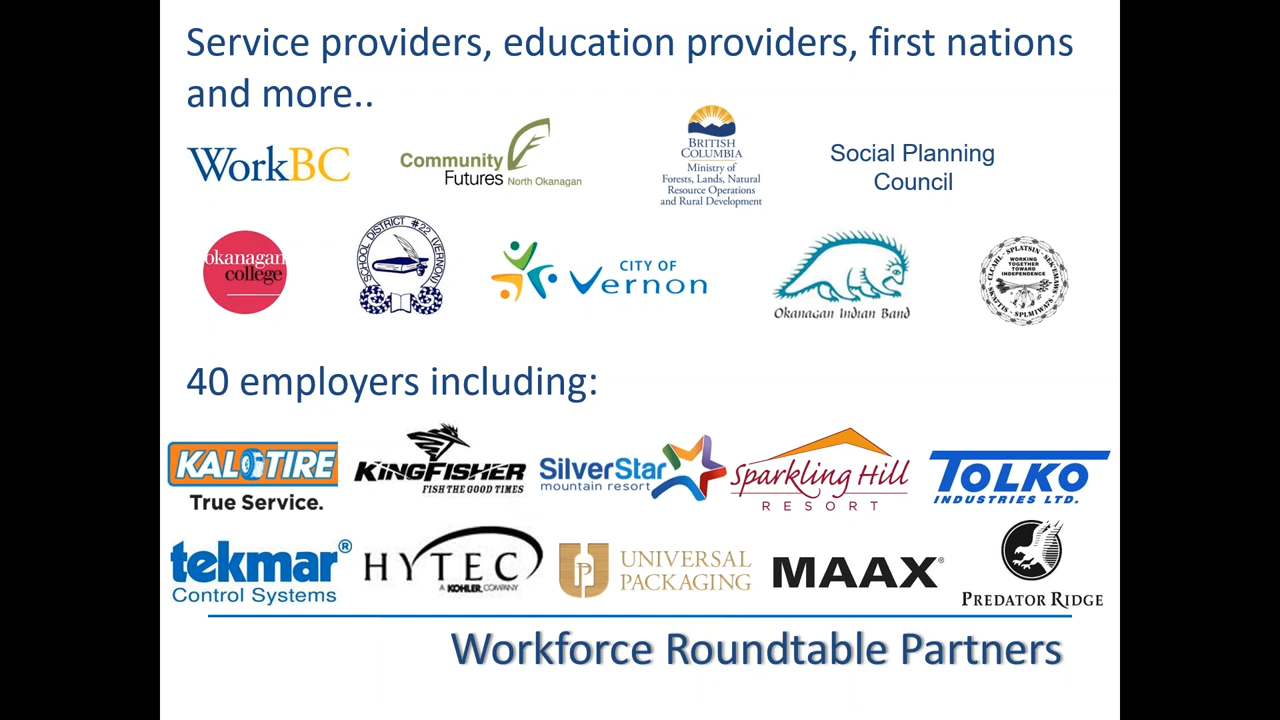 Service providers, education providers, first nations
and more..
WorkBC
Community
Futures North Okanagan
BRITISH
COLUMBIA
Ministry of
Forests, Lands, Natural
Resource Operations
and Rural Development
Social Planning
Council
okanagan
college
SCHOOL DISTRICT #22 (VERNON)
CITY OF
Vernon
Okanagan Indian Band
SPLATSIN
WORKING
TOGETHER
TOWARD
INDEPENDENCE
40 employers including:
KAL TIRE
True Service.
KINGFISHER
FISH THE GOOD TIMES
SilverStar
mountain resort
Sparkling Hill
RESORT
TOLKO
INDUSTRIES LTD.
tekmar®
Control Systems
HYTEC
A KOHLER COMPANY
UNIVERSAL
PACKAGING
MAAX®
PREDATOR RIDGE
Workforce Roundtable Partners